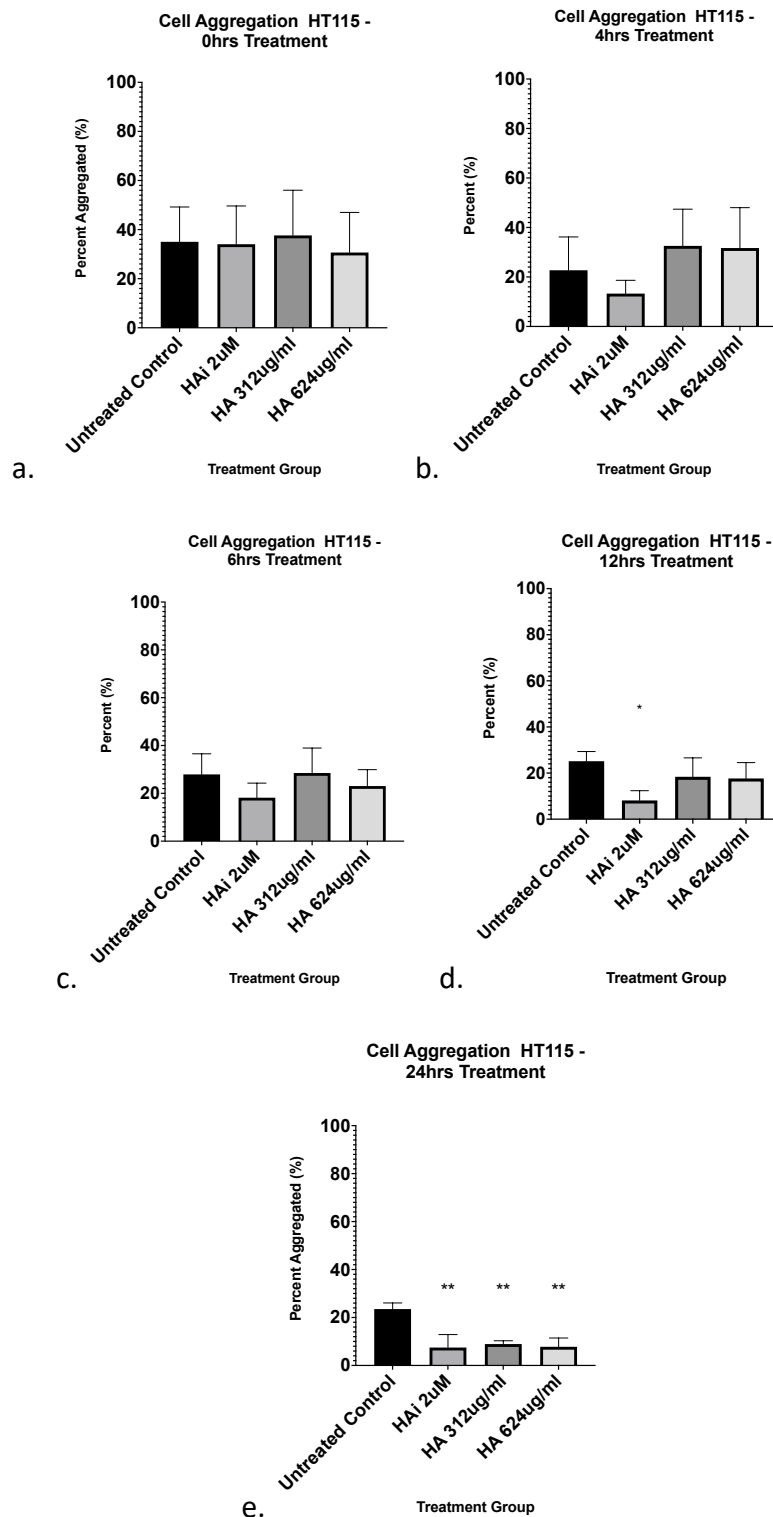 Cell Aggregation HT115 -
0hrs Treatment
Percent Aggregated (%)
100
80
60
40
20
0
Untreated Control
HAi 2uM
HA 312ug/ml
HA 624ug/ml
Treatment Group
a.
Cell Aggregation HT115 -
4hrs Treatment
Percent (%)
100
80
60
40
20
0
Untreated Control
HAi 2uM
HA 312ug/ml
HA 624ug/ml
Treatment Group
b.
Cell Aggregation HT115 -
6hrs Treatment
Percent (%)
100
80
60
40
20
0
Untreated Control
HAi 2uM
HA 312ug/ml
HA 624ug/ml
Treatment Group
c.
Cell Aggregation HT115 -
12hrs Treatment
Percent (%)
100
80
60
40
20
0
*
Untreated Control
HAi 2uM
HA 312ug/ml
HA 624ug/ml
Treatment Group
d.
Cell Aggregation HT115 -
24hrs Treatment
Percent Aggregated (%)
100
80
60
40
20
0
** ** **
Untreated Control
HAi 2uM
HA 312ug/ml
HA 624ug/ml
Treatment Group
e.